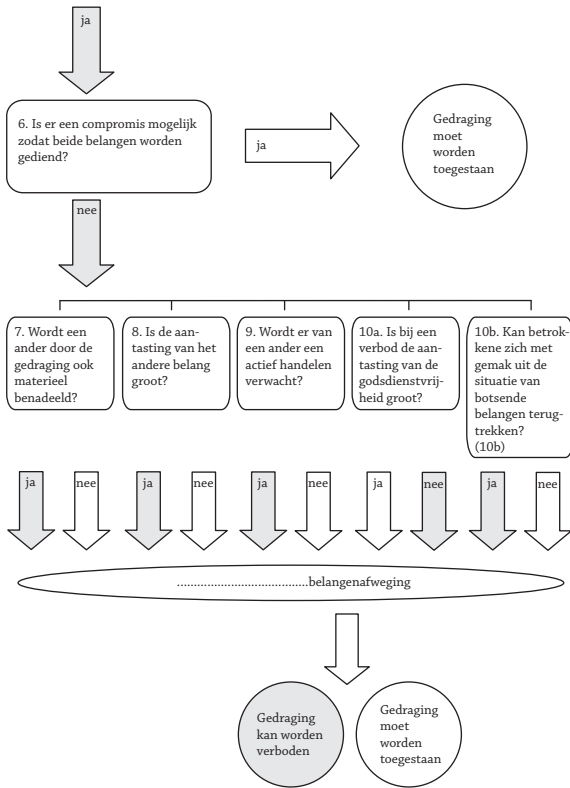 ja
6. Is er een compromis mogelijk
zodat beide belangen worden
gediend?
ja
Gedraging
moet
worden
toegestaan
nee
7. Wordt een
ander door de
gedraging ook
materieel
benadeeld?
8. Is de aan-
tasting van het
andere belang
groot?
9. Wordt er van
een ander een
actief handelen
verwacht?
10a. Is bij een
verbod de aan-
tasting van de
godsdienstvrij-
heid groot?
10b. Kan betrok-
kene zich met
gemak uit de
situatie van
botsende
belangen terug-
trekken?
(10b)
ja
nee
ja
nee
ja
nee
ja
nee
ja
nee
.....................................belangenafweging
Gedraging
kan worden
verboden
Gedraging
moet
worden
toegestaan